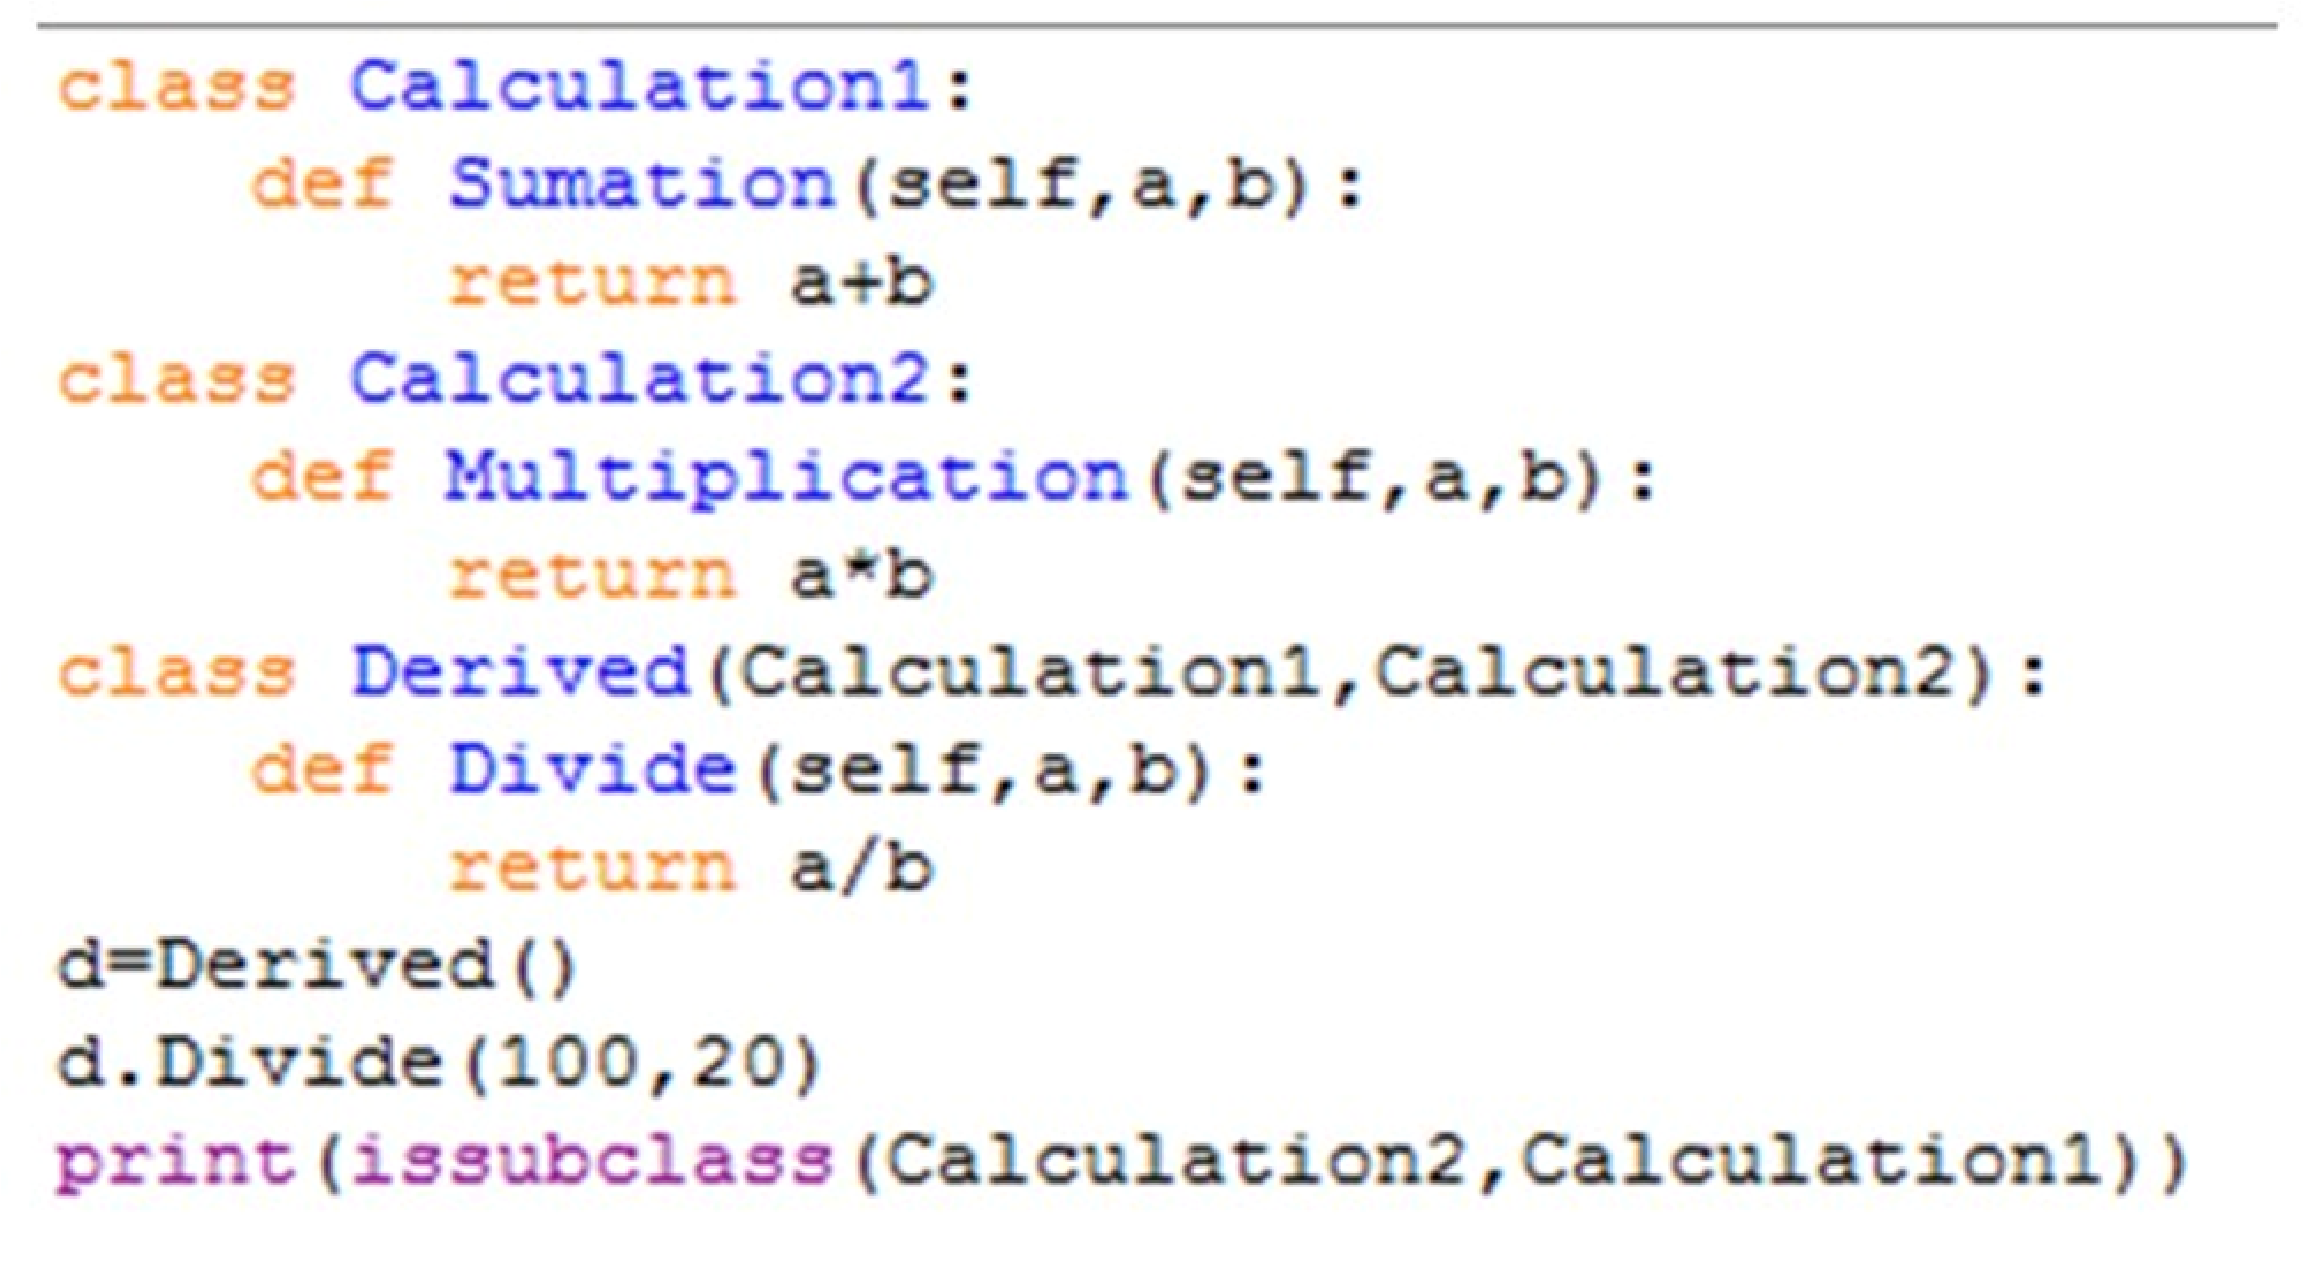 class Calculation1:
    def Sumation(self,a,b):
        return a+b
class Calculation2:
    def Multiplication(self,a,b):
        return a*b
class Derived(Calculation1,Calculation2):
    def Divide(self,a,b):
        return a/b
d=Derived()
d.Divide(100,20)
print(issubclass(Calculation2,Calculation1))